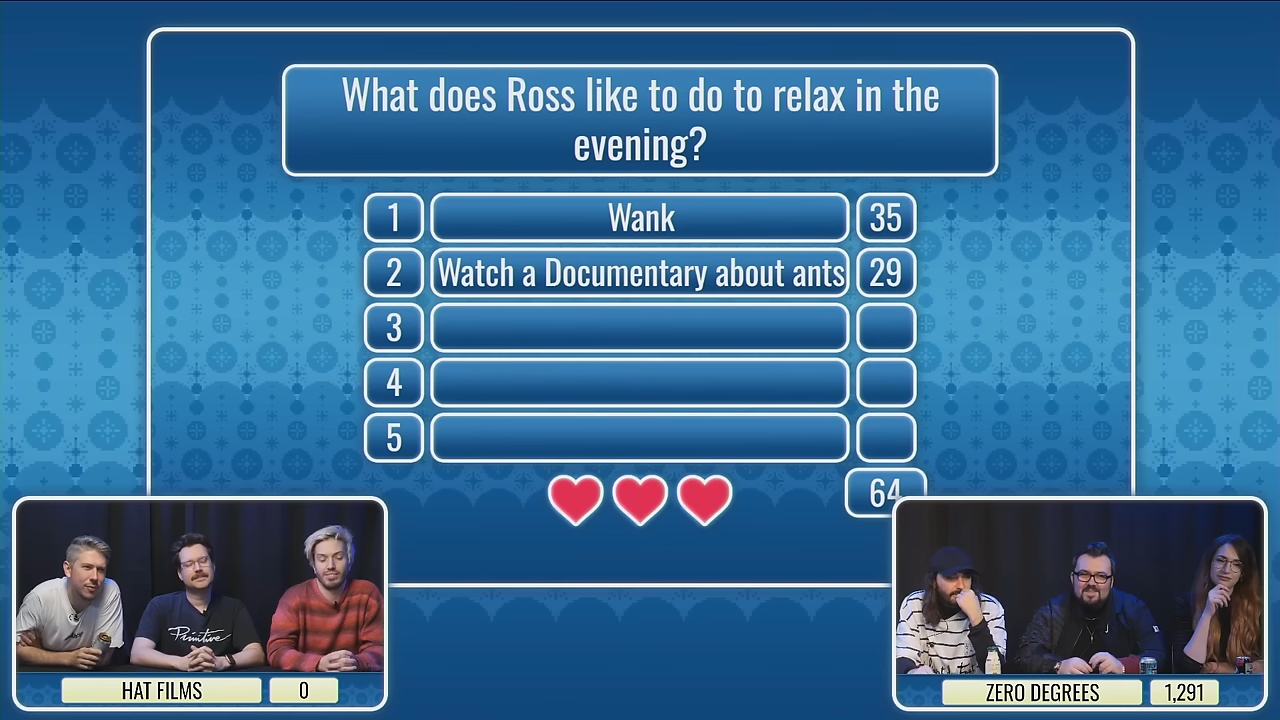 What does Ross like to do to relax in the
evening?
1 Wank 35
2 Watch a Documentary about ants 29
3
4
5
64
Primitive
HAT FILMS 0
ZERO DEGREES 1,291